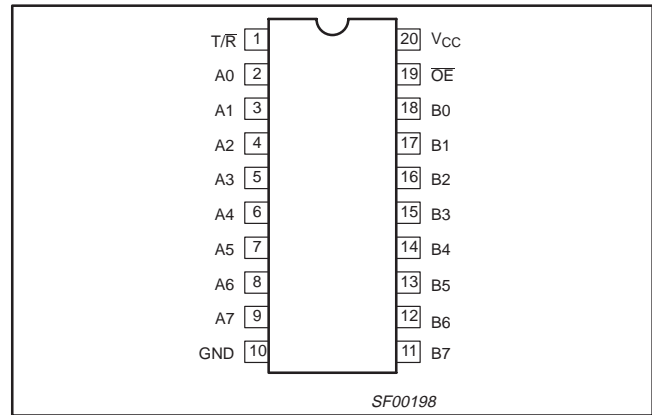 T/R̅ 1 20 VCC
A0 2 19 O̅E̅
A1 3 18 B0
A2 4 17 B1
A3 5 16 B2
A4 6 15 B3
A5 7 14 B4
A6 8 13 B5
A7 9 12 B6
GND 10 11 B7
SF00198